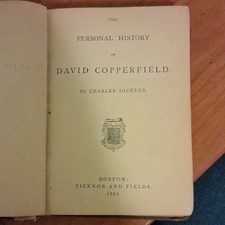 THE
PERSONAL HISTORY
OF
DAVID COPPERFIELD.
BY CHARLES DICKENS.
BOSTON:
TICKNOR AND FIELDS.